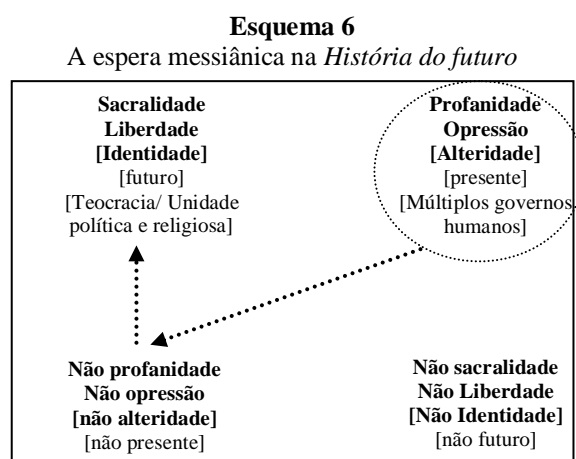 Esquema 6
A espera messiânica na História do futuro
Sacralidade
Liberdade
[Identidade]
[futuro]
[Teocracia/ Unidade
política e religiosa]
Profanidade
Opressão
[Alteridade]
[presente]
[Múltiplos governos
humanos]
Não profanidade
Não opressão
[não alteridade]
[não presente]
Não sacralidade
Não Liberdade
[Não Identidade]
[não futuro]